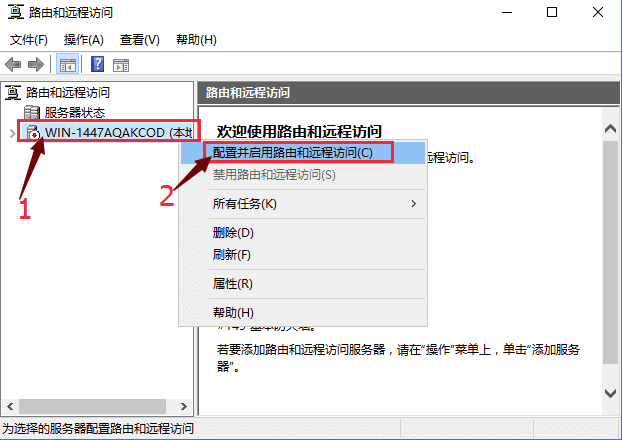 路由和远程访问
文件(F) 操作(A) 查看(V) 帮助(H)
路由和远程访问
服务器状态
WIN-1447AQAKCOD (本地
路由和远程访问
欢迎使用路由和远程访问
远程访问。
配置并启用路由和远程访问(C)
禁用路由和远程访问(S)
所有任务(K)
删除(D)
刷新(F)
属性(R)
帮助(H)
1
2
若要添加路由和远程访问服务器，请在“操作”菜单上，单击“添加服务
器”。
为选择的服务器配置路由和远程访问